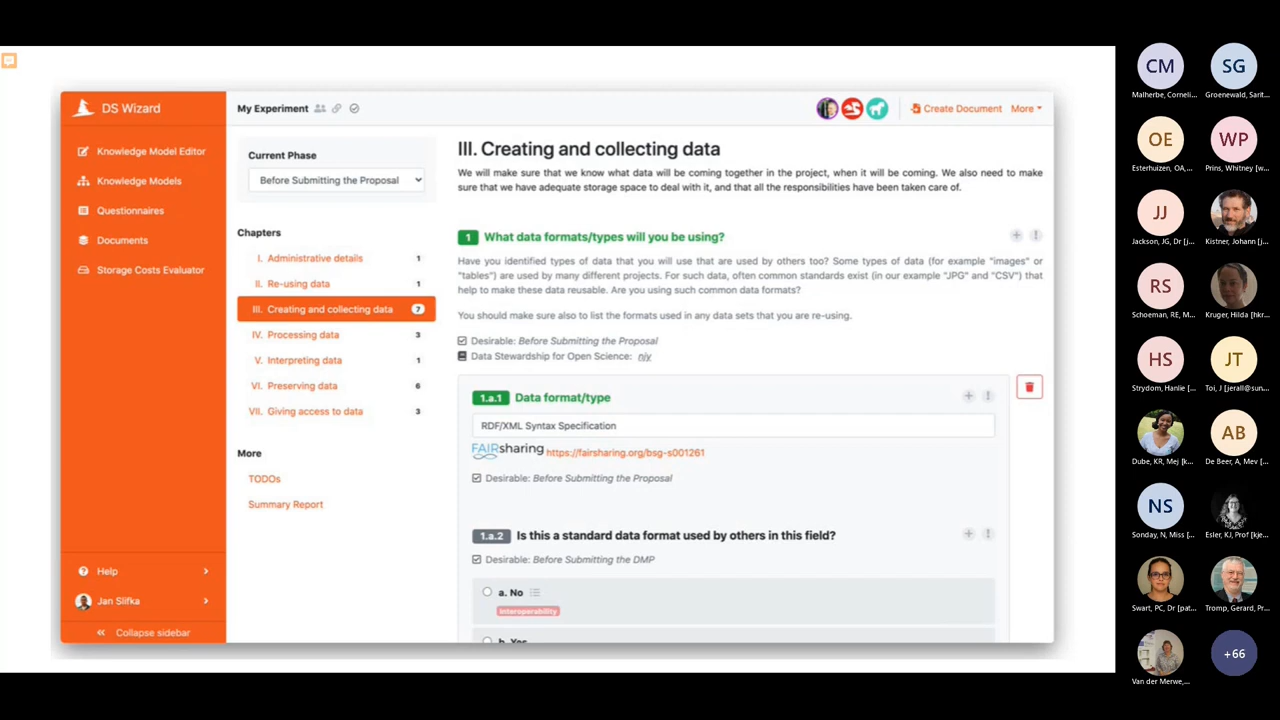 DS Wizard
Knowledge Model Editor
Knowledge Models
Questionnaires
Documents
Storage Costs Evaluator
Help
Jan Slifka
Collapse sidebar
My Experiment
Create Document
More
Current Phase
Before Submitting the Proposal
Chapters
I. Administrative details 1
II. Re-using data 1
III. Creating and collecting data 7
IV. Processing data 3
V. Interpreting data 1
VI. Preserving data 6
VII. Giving access to data 3
More
TODOs
Summary Report
III. Creating and collecting data
We will make sure that we know what data will be coming together in the project, when it will be coming. We also need to make
sure that we have adequate storage space to deal with it, and that all the responsibilities have been taken care of.
1 What data formats/types will you be using?
Have you identified types of data that you will use that are used by others too? Some types of data (for example "images" or
"tables") are used by many different projects. For such data, often common standards exist (in our example "JPG" and "CSV") that
help to make these data reusable. Are you using such common data formats?
You should make sure also to list the formats used in any data sets that you are re-using.
Desirable: Before Submitting the Proposal
Data Stewardship for Open Science: njy
1.a.1 Data format/type
RDF/XML Syntax Specification
FAIRsharing https://fairsharing.org/bsg-s001261
Desirable: Before Submitting the Proposal
1.a.2 Is this a standard data format used by others in this field?
Desirable: Before Submitting the DMP
a. No
Interoperability
b. Yes
CM SG
Malherbe, Corneli... Groenewald, Sarit...
OE WP
Esterhuizen, OA,... Prins, Whitney [w...
JJ
Jackson, JG, Dr [j... Kistner, Johann [j...
RS
Schoeman, RE, M... Kruger, Hilda [hkr...
HS JT
Strydom, Hanlie [... Toi, J [jerall@sun...
AB
Dube, KR, Mej [k... De Beer, A, Mev [...
NS
Sonday, N, Miss [... Esler, KJ, Prof [kje...
Swart, PC, Dr [pat... Tromp, Gerard, Pr...
Van der Merwe,... +66